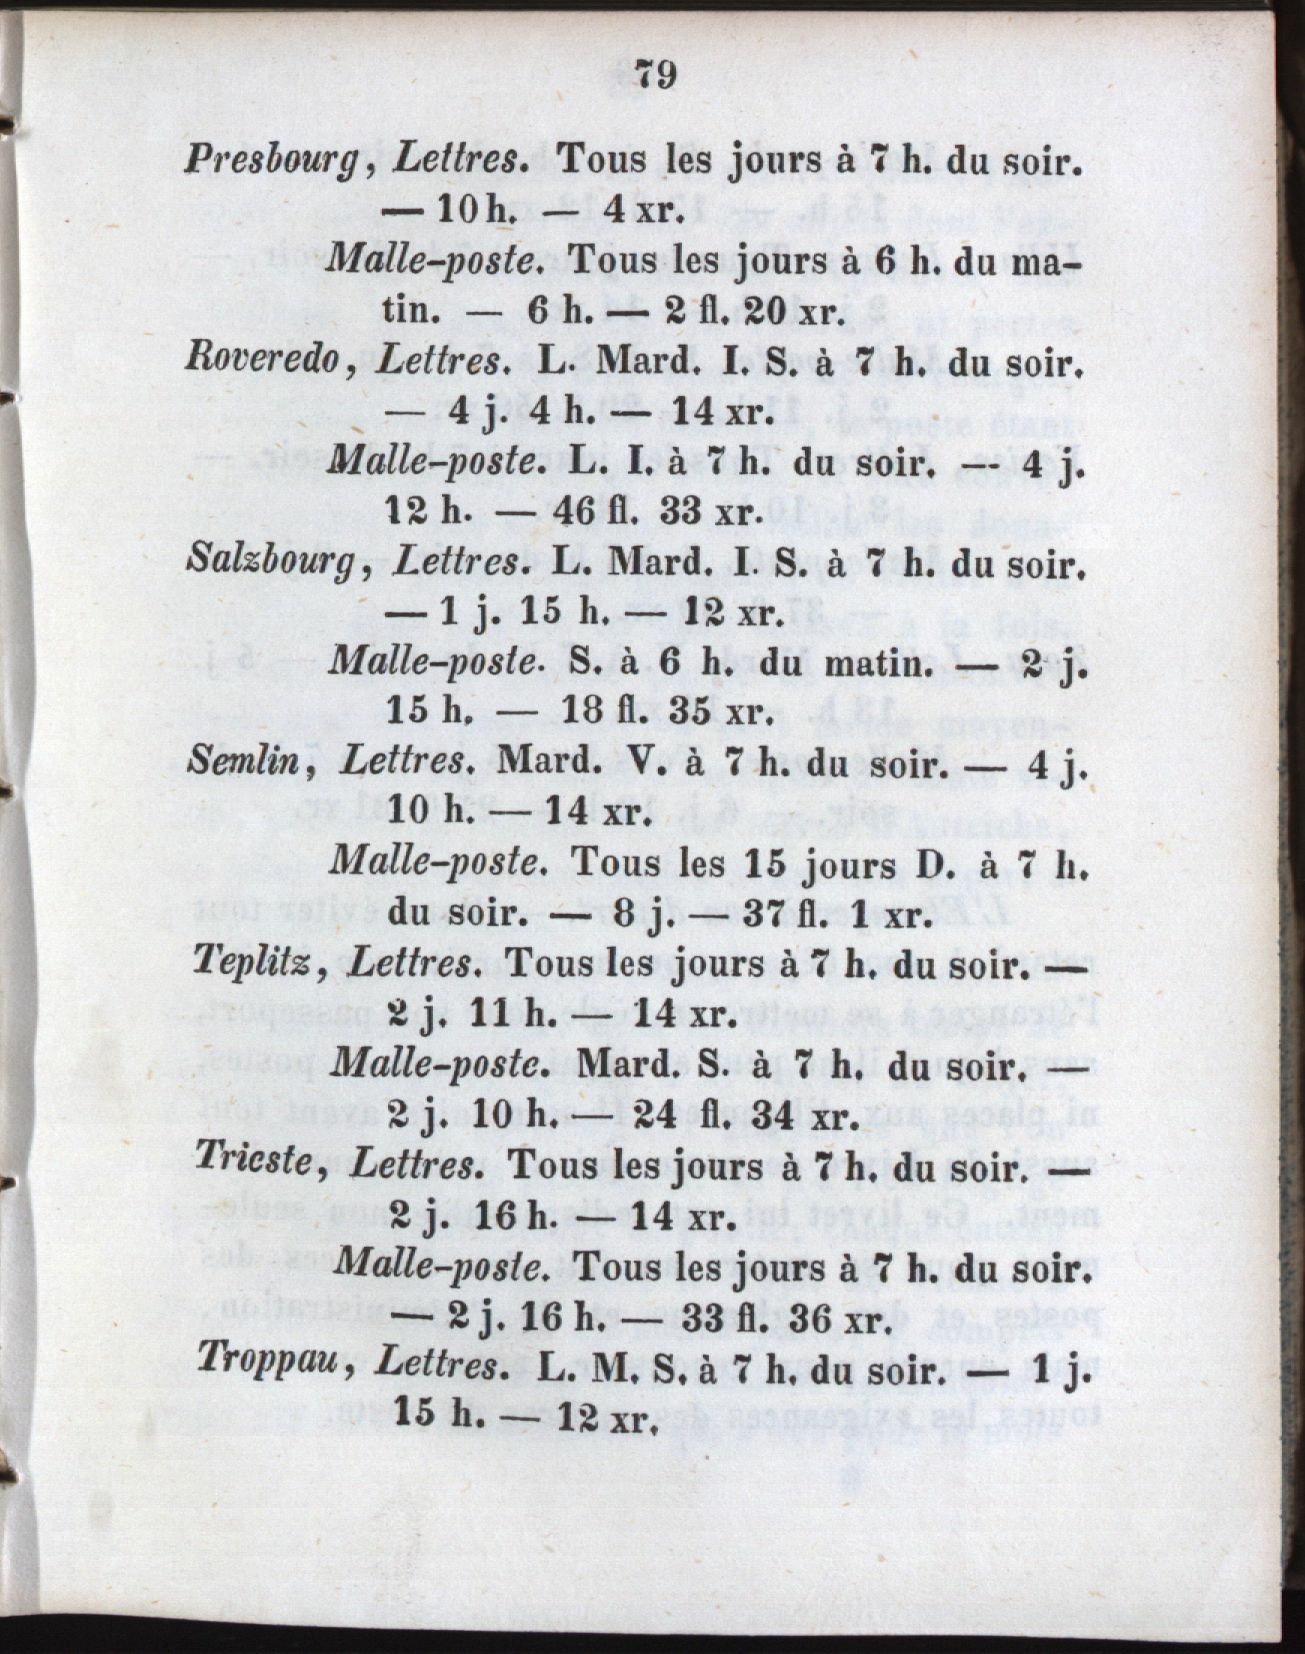 79
Presbourg, Lettres. Tous les jours à 7 h. du soir.
— 10 h. — 4 xr.
Malle-poste. Tous les jours à 6 h. du ma-
tin. — 6 h. — 2 fl. 20 xr.
Roveredo, Lettres. L. Mard. I. S. à 7 h. du soir.
— 4 j. 4 h. — 14 xr.
Malle-poste. L. I. à 7 h. du soir. — 4 j.
12 h. — 46 fl. 33 xr.
Salzbourg, Lettres. L. Mard. I. S. à 7 h. du soir.
— 1 j. 15 h. — 12 xr.
Malle-poste. S. à 6 h. du matin. — 2 j.
15 h. — 18 fl. 35 xr.
Semlin, Lettres. Mard. V. à 7 h. du soir. — 4 j.
10 h. — 14 xr.
Malle-poste. Tous les 15 jours D. à 7 h.
du soir. — 8 j. — 37 fl. 1 xr.
Teplitz, Lettres. Tous les jours à 7 h. du soir. —
2 j. 11 h. — 14 xr.
Malle-poste. Mard. S. à 7 h. du soir. —
2 j. 10 h. — 24 fl. 34 xr.
Trieste, Lettres. Tous les jours à 7 h. du soir. —
2 j. 16 h. — 14 xr.
Malle-poste. Tous les jours à 7 h. du soir.
— 2 j. 16 h. — 33 fl. 36 xr.
Troppau, Lettres. L. M. S. à 7 h. du soir. — 1 j.
15 h. — 12 xr.